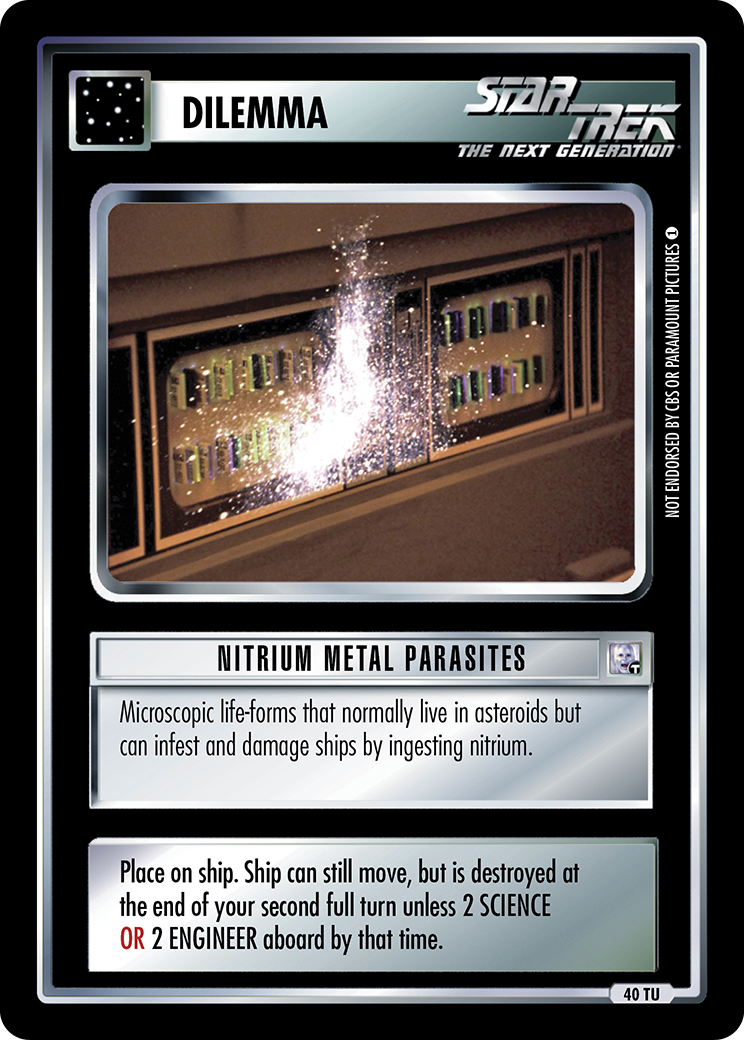 DILEMMA
STAR
TREK
THE NEXT GENERATION
NOT ENDORSED BY CBS OR PARAMOUNT PICTURES 1
NITRIUM METAL PARASITES
T
Microscopic life-forms that normally live in asteroids but
can infest and damage ships by ingesting nitrium.
Place on ship. Ship can still move, but is destroyed at
the end of your second full turn unless 2 SCIENCE
OR 2 ENGINEER aboard by that time.
40 TU